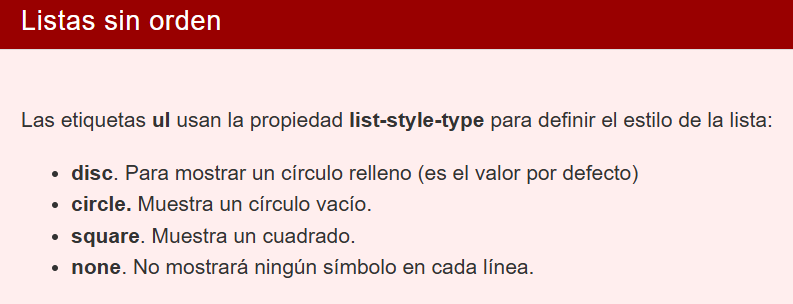 Listas sin orden
Las etiquetas ul usan la propiedad list-style-type para definir el estilo de la lista:
• disc. Para mostrar un círculo relleno (es el valor por defecto)
• circle. Muestra un círculo vacío.
• square. Muestra un cuadrado.
• none. No mostrará ningún símbolo en cada línea.